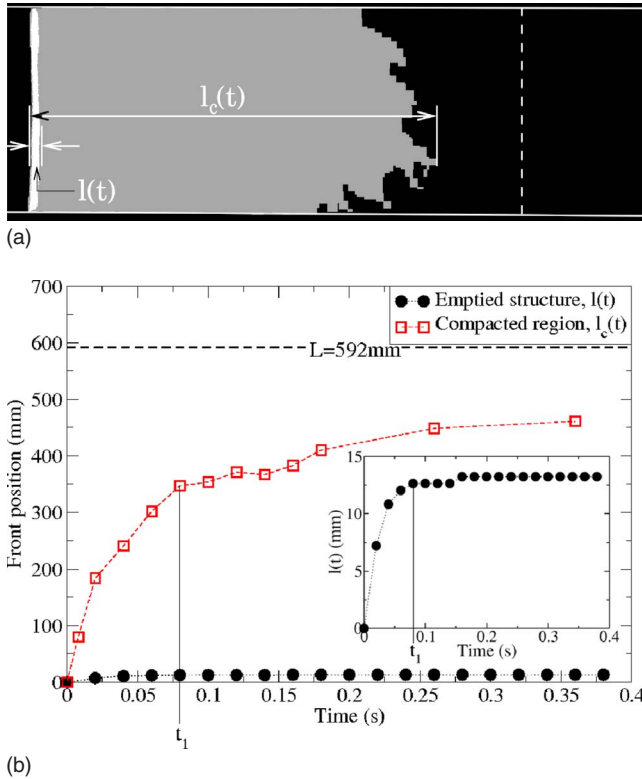 l_c(t)
l(t)
(a)
700
600
500
400
300
200
100
0
Front position (mm)
Emptied structure, l(t)
Compacted region, l_c(t)
L=592mm
15
10
5
0
l(t) (mm)
0
0.1
0.2
0.3
0.4
t_1
Time (s)
0
0.05
0.1
0.15
0.2
0.25
0.3
0.35
0.4
Time (s)
t_1
(b)